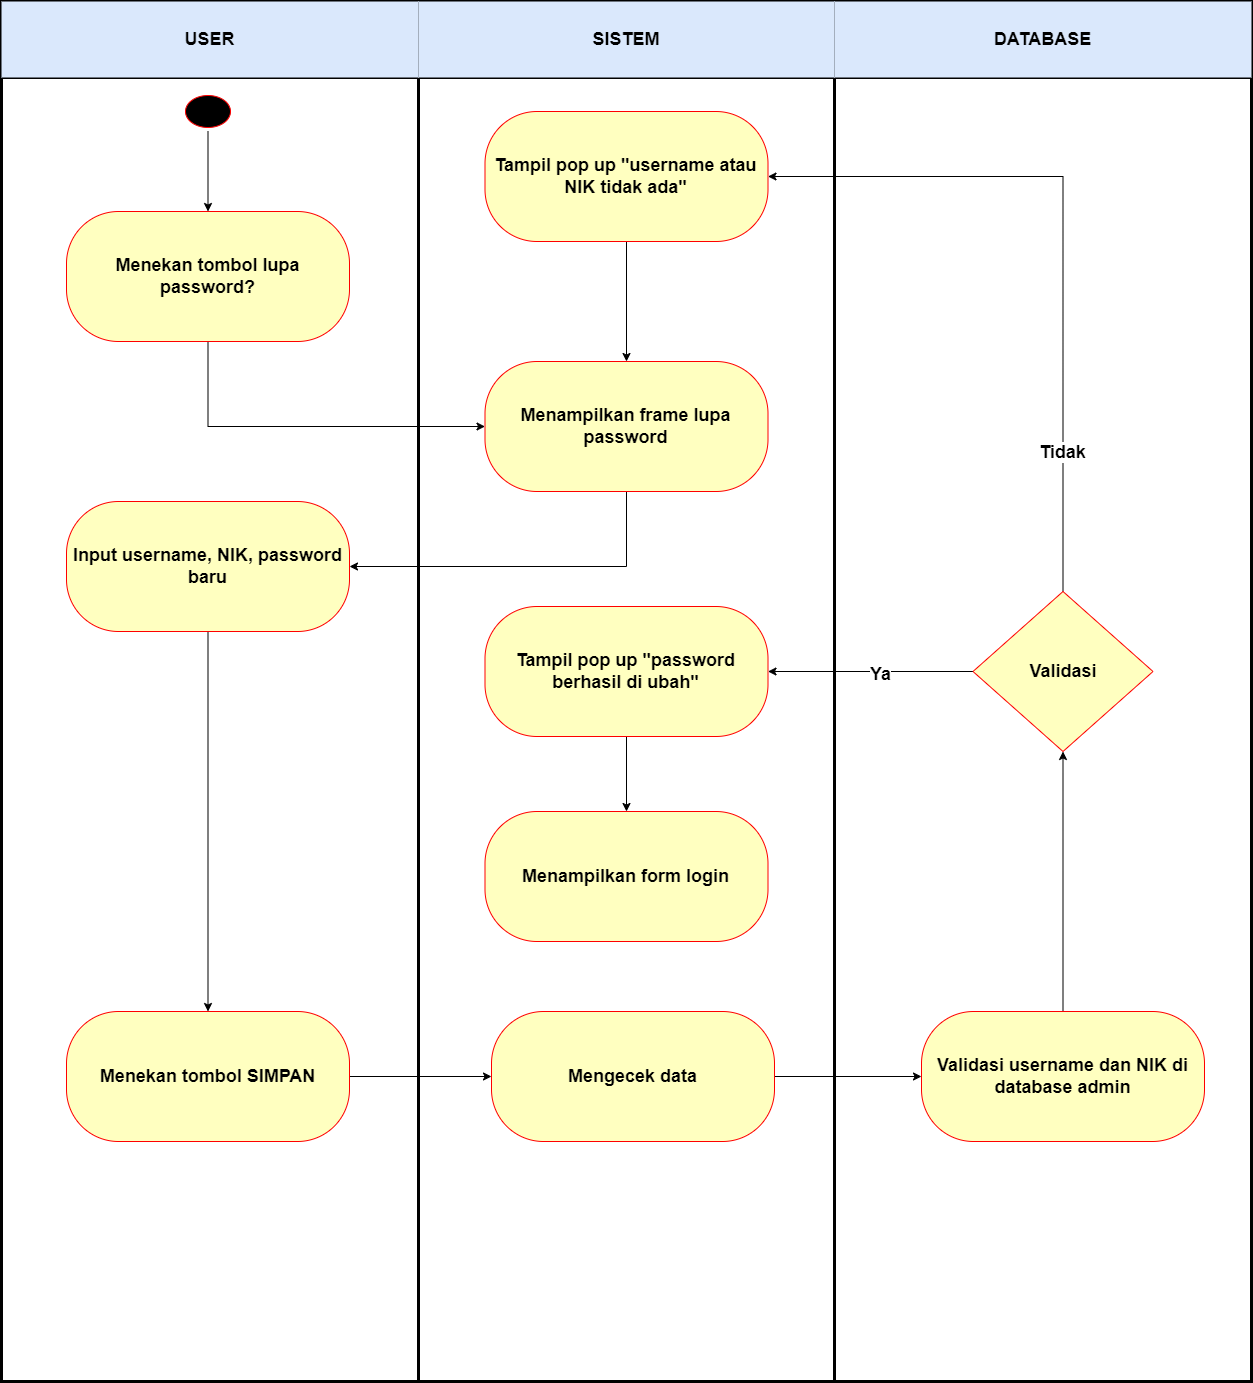 USER
SISTEM
DATABASE
Tampil pop up "username atau
NIK tidak ada"
Menekan tombol lupa
password?
Menampilkan frame lupa
password
Tidak
Input username, NIK, password
baru
Tampil pop up "password
berhasil di ubah"
Ya
Validasi
Menampilkan form login
Menekan tombol SIMPAN
Mengecek data
Validasi username dan NIK di
database admin